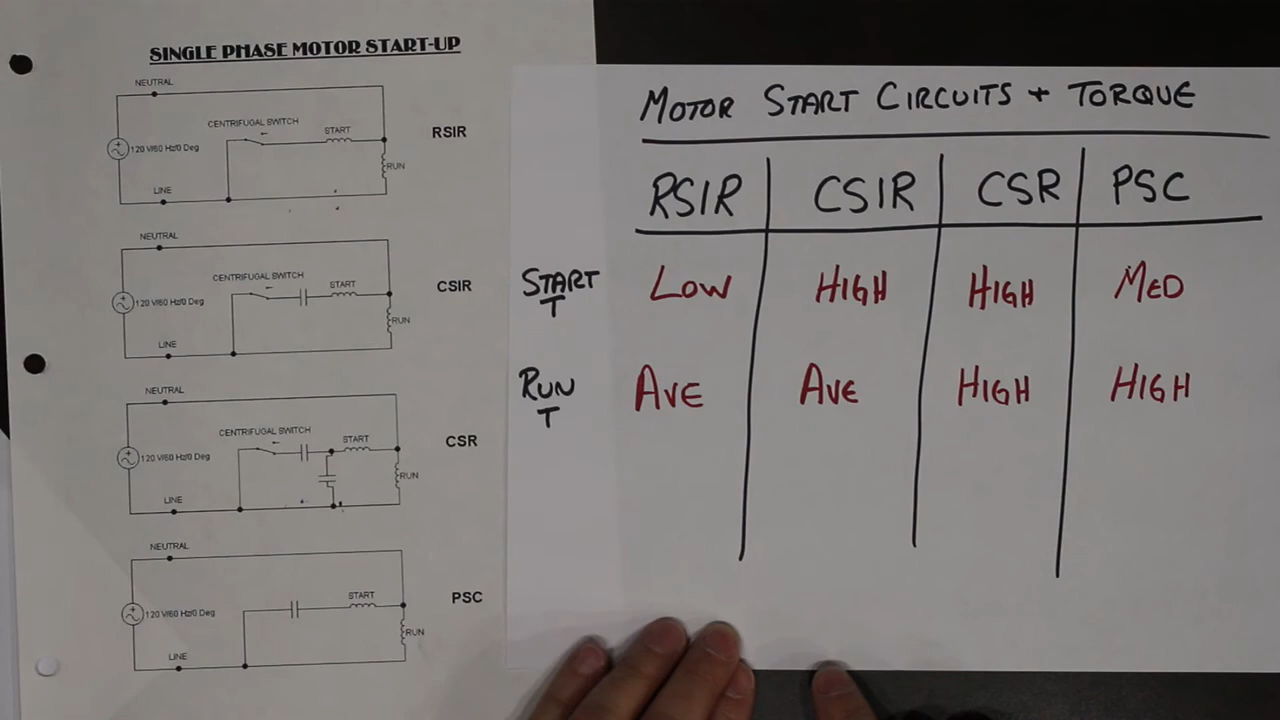 SINGLE PHASE MOTOR START-UP
NEUTRAL
CENTRIFUGAL SWITCH
START
RSIR
120 V/60 Hz/0 Deg
RUN
LINE
NEUTRAL
CENTRIFUGAL SWITCH
START
CSIR
120 V/60 Hz/0 Deg
RUN
LINE
NEUTRAL
CENTRIFUGAL SWITCH
START
CSR
120 V/60 Hz/0 Deg
RUN
LINE
NEUTRAL
START
PSC
120 V/60 Hz/0 Deg
RUN
LINE
MOTOR START CIRCUITS + TORQUE
RSIR CSIR CSR PSC
START T LOW HIGH HIGH MED
RUN T AVE AVE HIGH HIGH